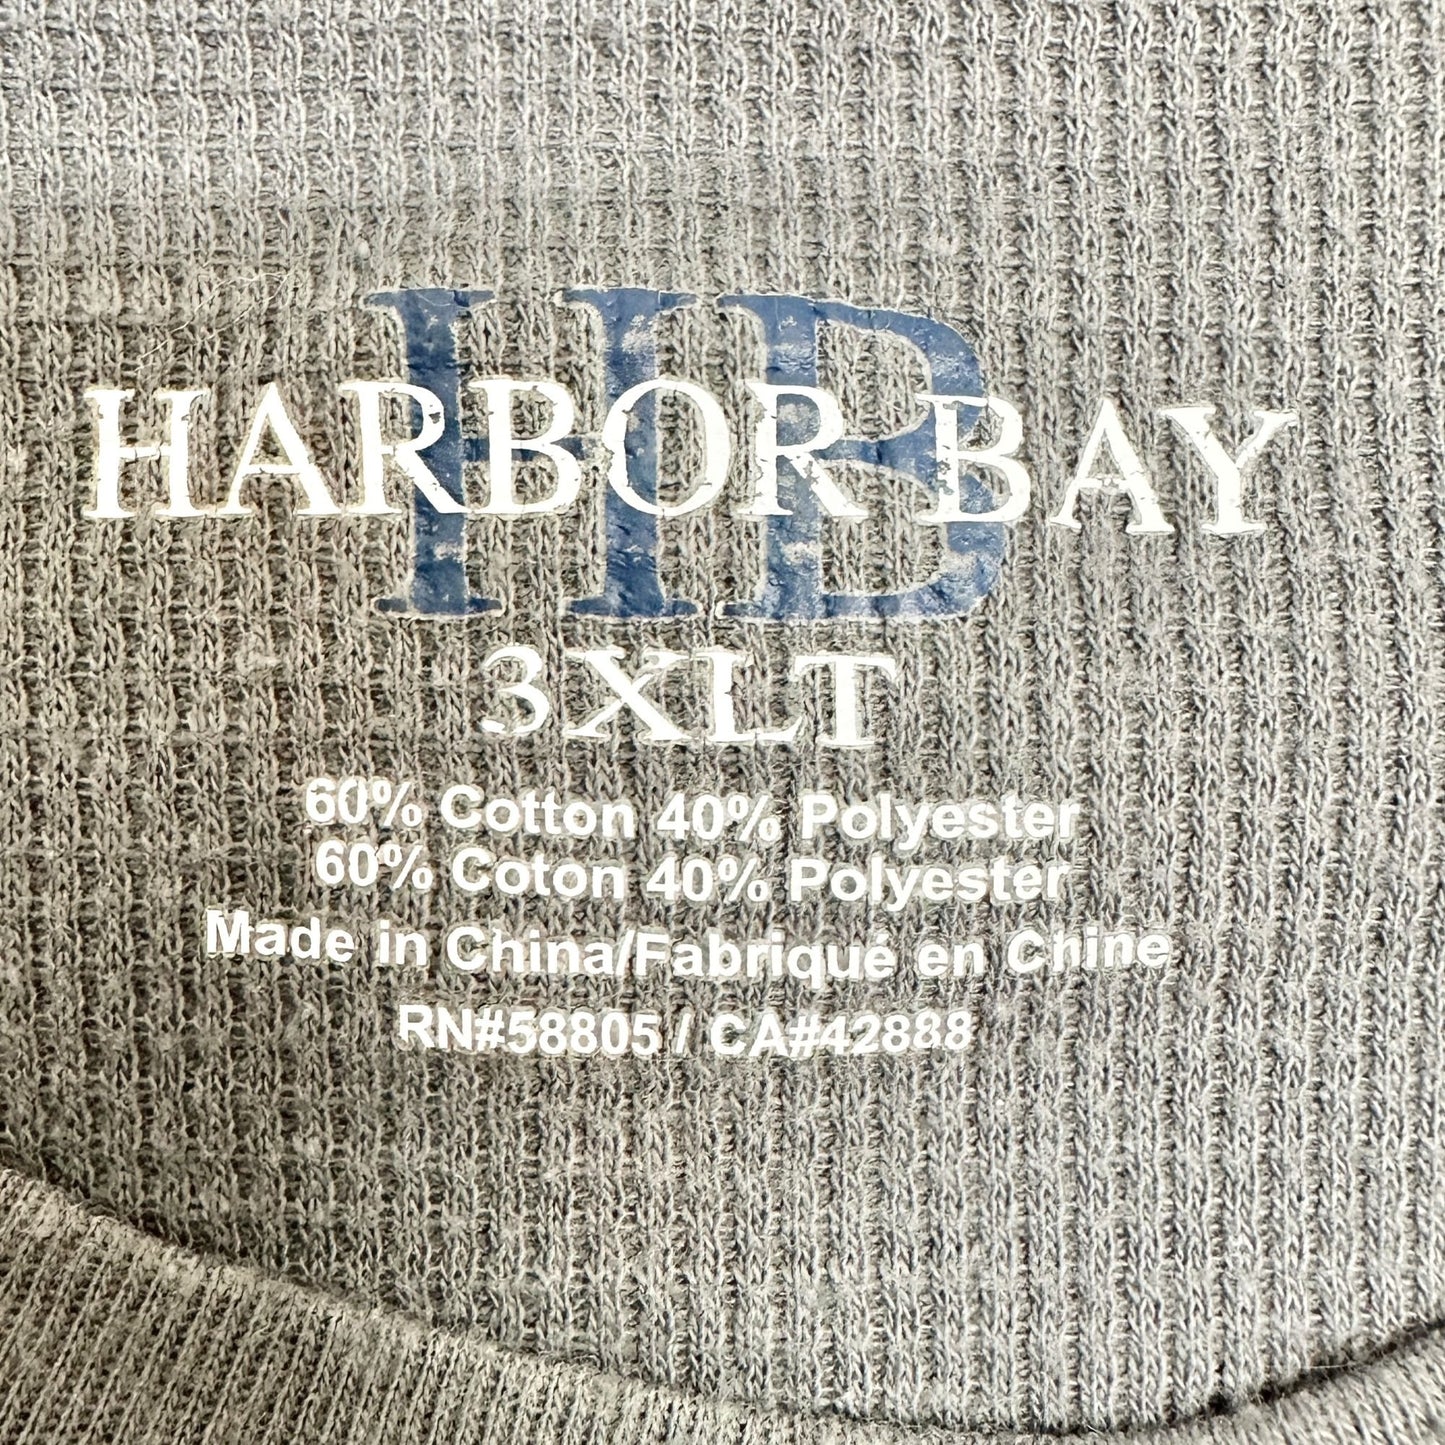 HB
HARBOR BAY
3XLT
60% Cotton 40% Polyester
60% Coton 40% Polyester
Made in China/Fabriqué en Chine
RN#58805 / CA#42888